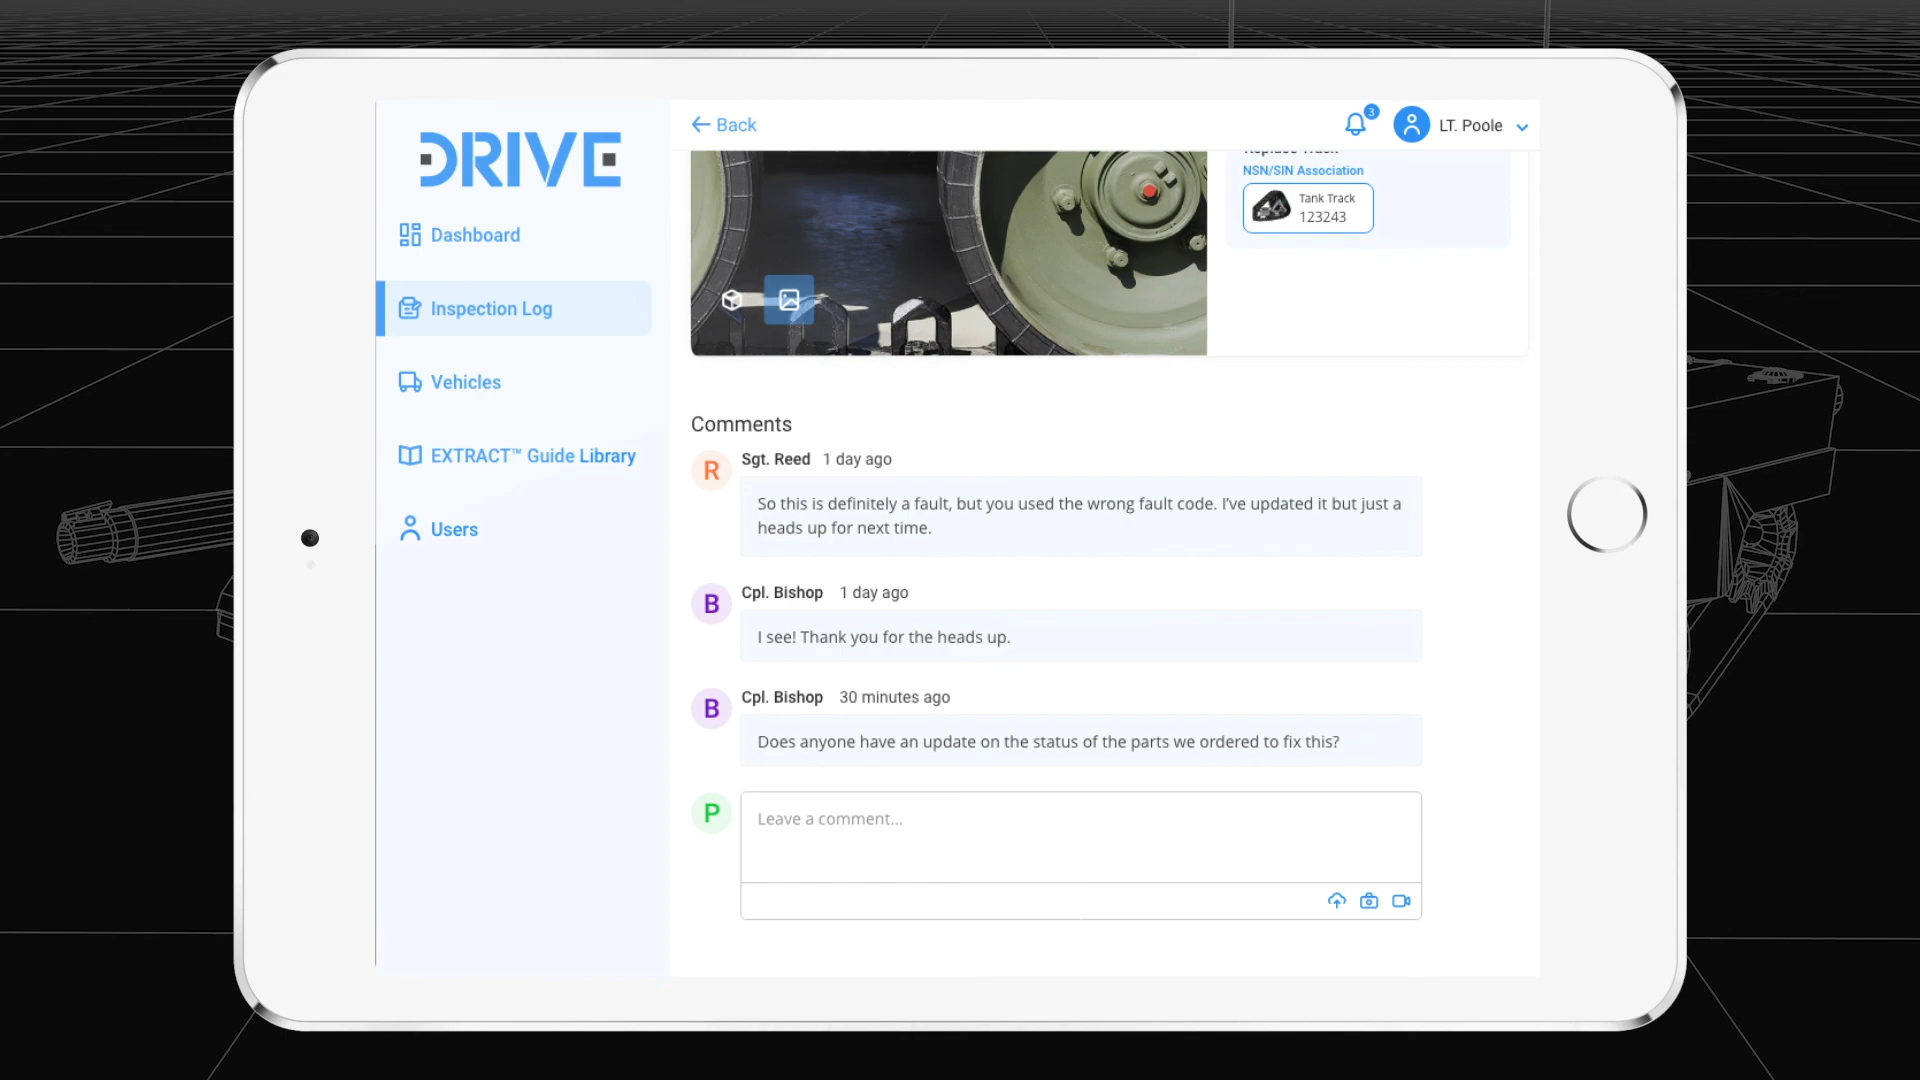 DRIVE
Dashboard
Inspection Log
Vehicles
EXTRACT™ Guide Library
Users
Back
3
LT. Poole
Replace Track
NSN/SIN Association
Tank Track
123243
Comments
R
Sgt. Reed 1 day ago
So this is definitely a fault, but you used the wrong fault code. I’ve updated it but just a
heads up for next time.
B
Cpl. Bishop 1 day ago
I see! Thank you for the heads up.
B
Cpl. Bishop 30 minutes ago
Does anyone have an update on the status of the parts we ordered to fix this?
P
Leave a comment...